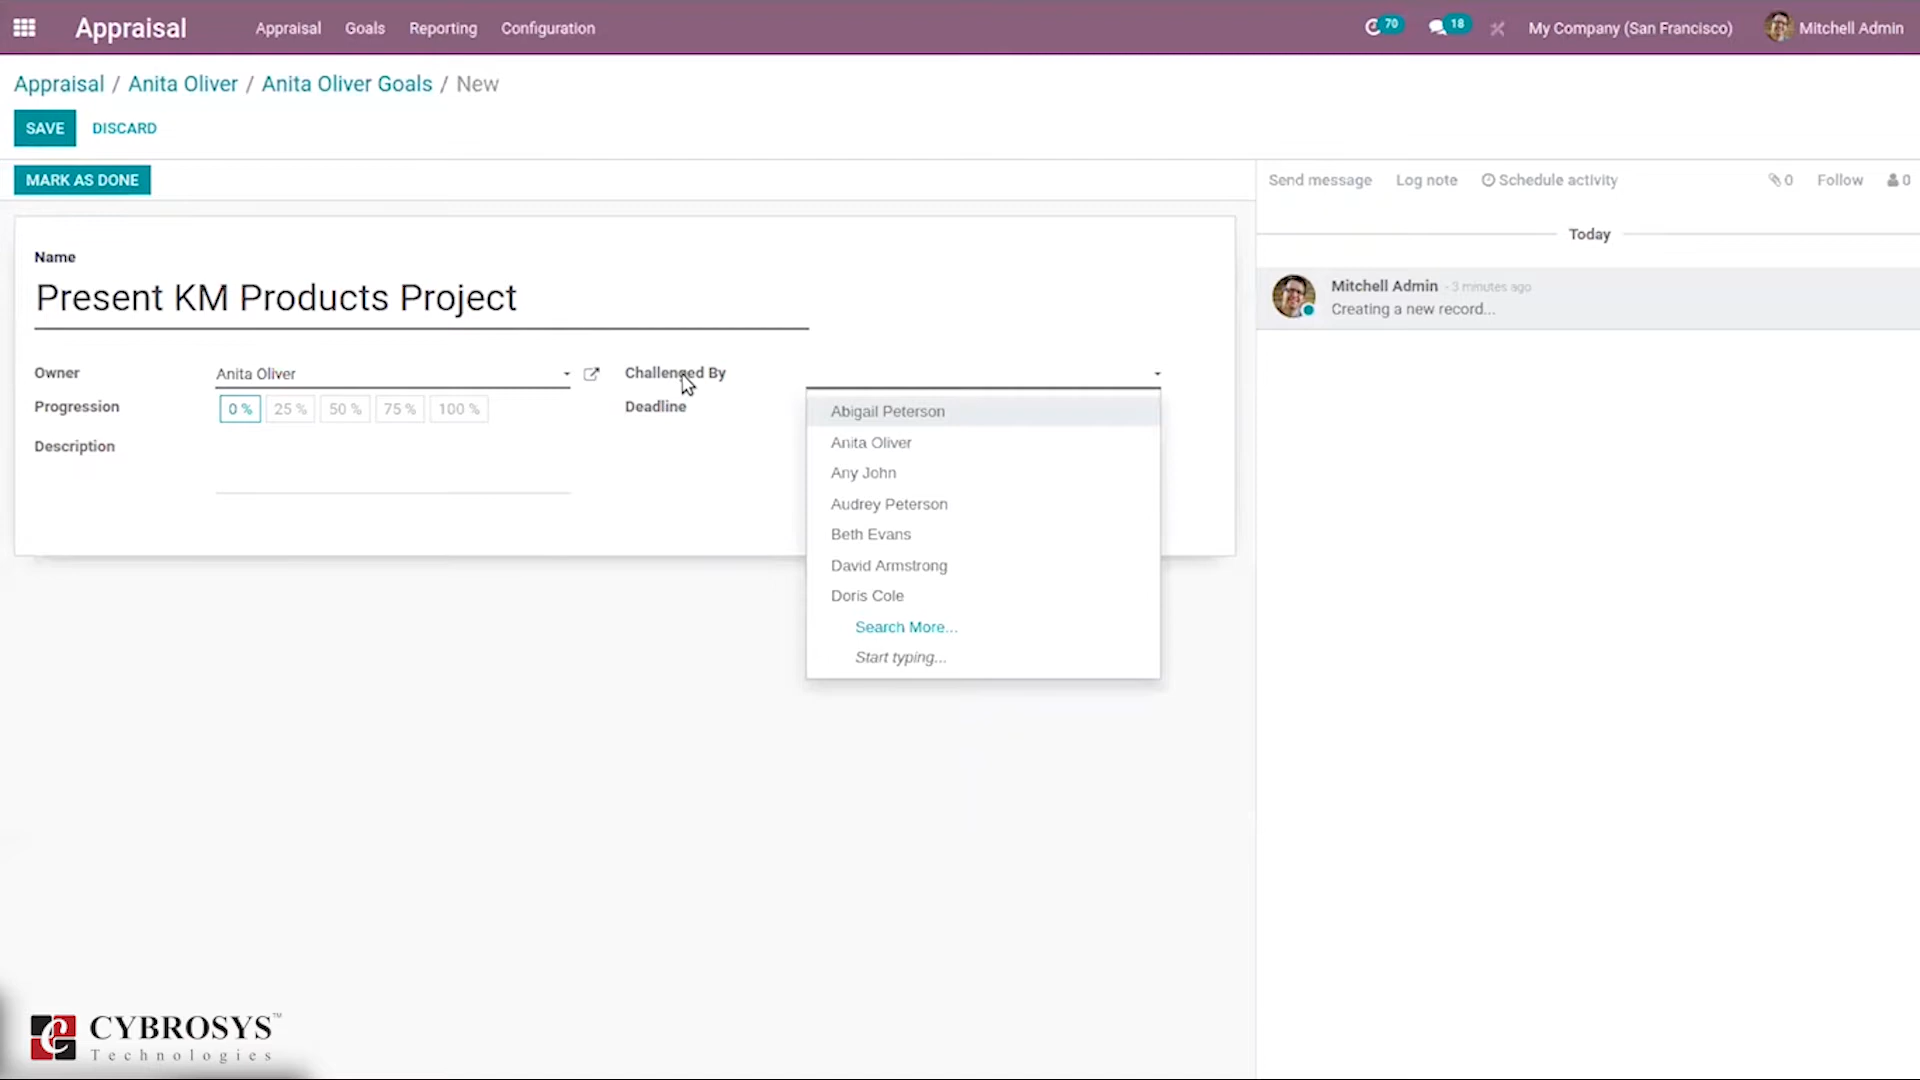 Appraisal Appraisal Goals Reporting Configuration 70 18 My Company (San Francisco) Mitchell Admin
Appraisal / Anita Oliver / Anita Oliver Goals / New
SAVE DISCARD
MARK AS DONE
Send message Log note Schedule activity 0 Follow 0
Today
Mitchell Admin - 3 minutes ago
Creating a new record...
Name
Present KM Products Project
Owner Anita Oliver
Challenged By
Progression 0 % 25 % 50 % 75 % 100 %
Deadline
Description
Abigail Peterson
Anita Oliver
Any John
Audrey Peterson
Beth Evans
David Armstrong
Doris Cole
Search More...
Start typing...
CYBROSYS™
Technologies